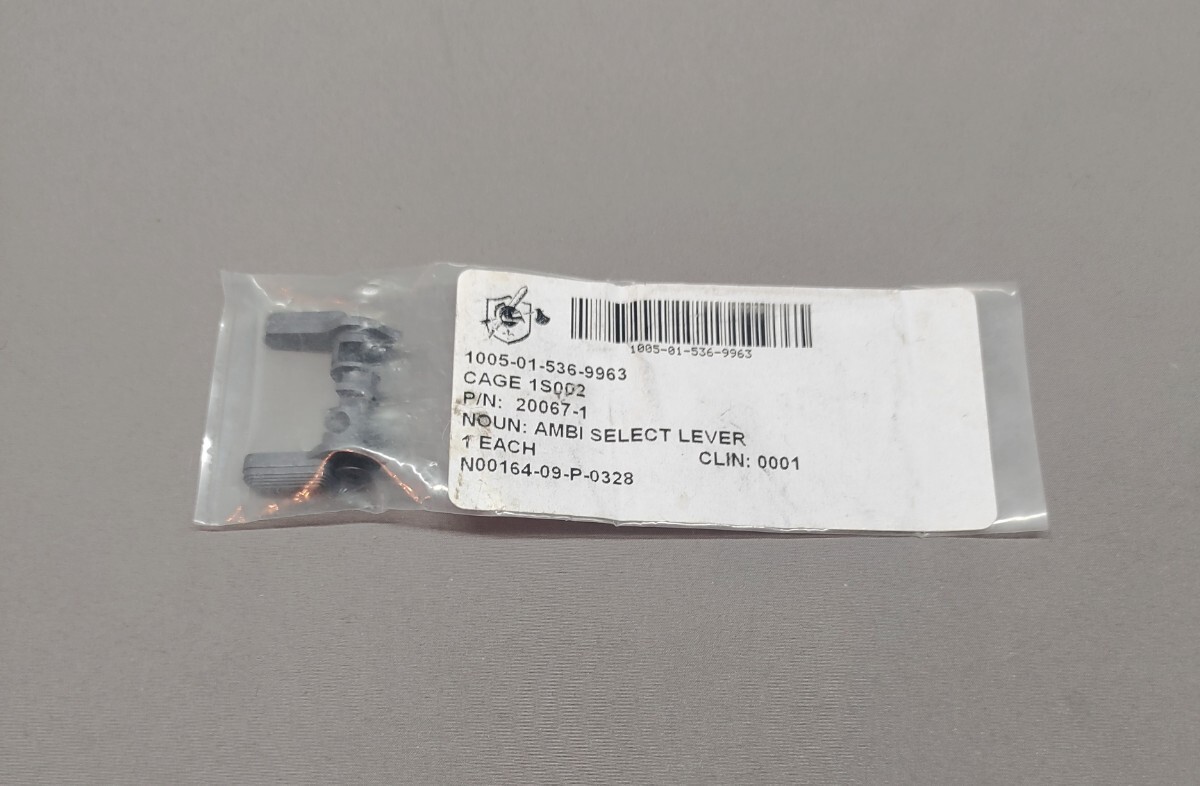 1005-01-536-9963
1005-01-536-9963
CAGE 1S002
P/N: 20067-1
NOUN: AMBI SELECT LEVER
1 EACH CLIN: 0001
N00164-09-P-0328